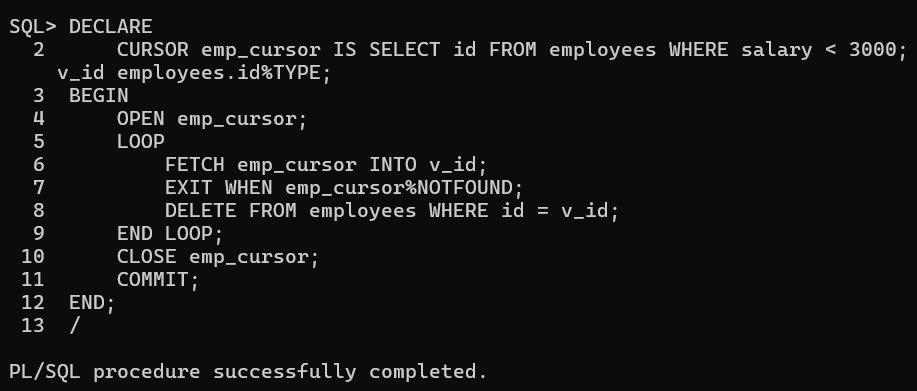 SQL> DECLARE
  2      CURSOR emp_cursor IS SELECT id FROM employees WHERE salary < 3000;
    v_id employees.id%TYPE;
  3  BEGIN
  4      OPEN emp_cursor;
  5      LOOP
  6          FETCH emp_cursor INTO v_id;
  7          EXIT WHEN emp_cursor%NOTFOUND;
  8          DELETE FROM employees WHERE id = v_id;
  9      END LOOP;
 10      CLOSE emp_cursor;
 11      COMMIT;
 12  END;
 13  /

PL/SQL procedure successfully completed.